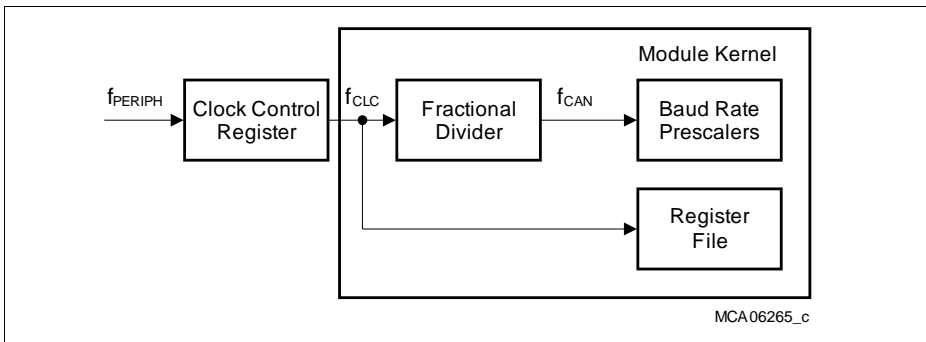 Module Kernel
fPERIPH
Clock Control
Register
fCLC
Fractional
Divider
fCAN
Baud Rate
Prescalers
Register
File
MCA06265_c